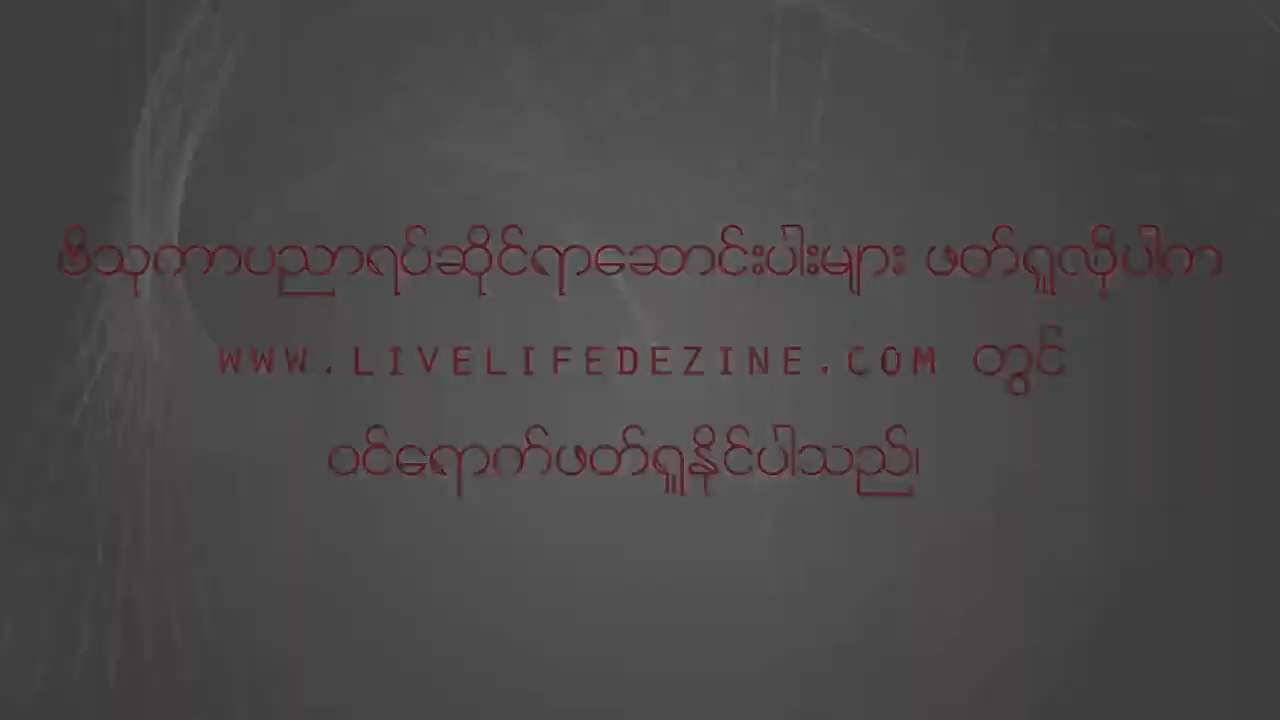 ဗိသုကာပညာရပ်ဆိုင်ရာဆောင်းပါးများ ဖတ်ရှုလိုပါက
WWW.LIVELIFEDEZINE.COM တွင်
ဝင်ရောက်ဖတ်ရှုနိုင်ပါသည်၊